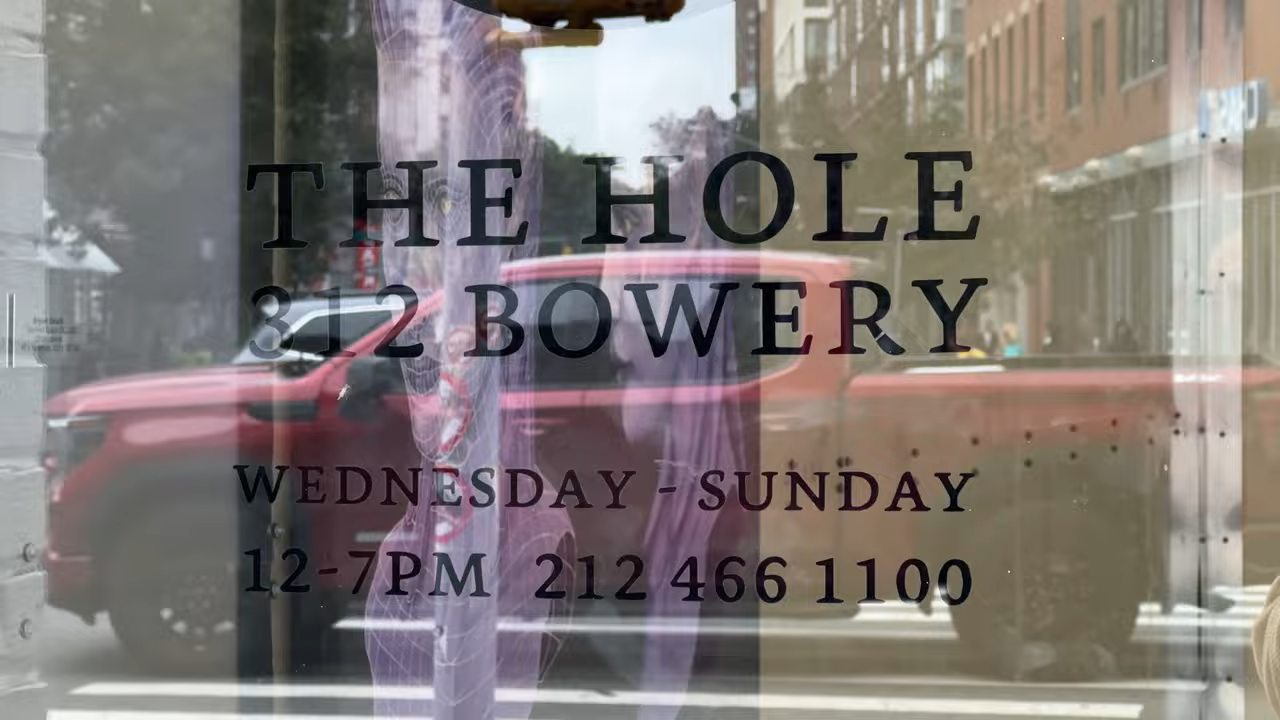 THE HOLE
312 BOWERY
WEDNESDAY - SUNDAY
12-7PM 212 466 1100